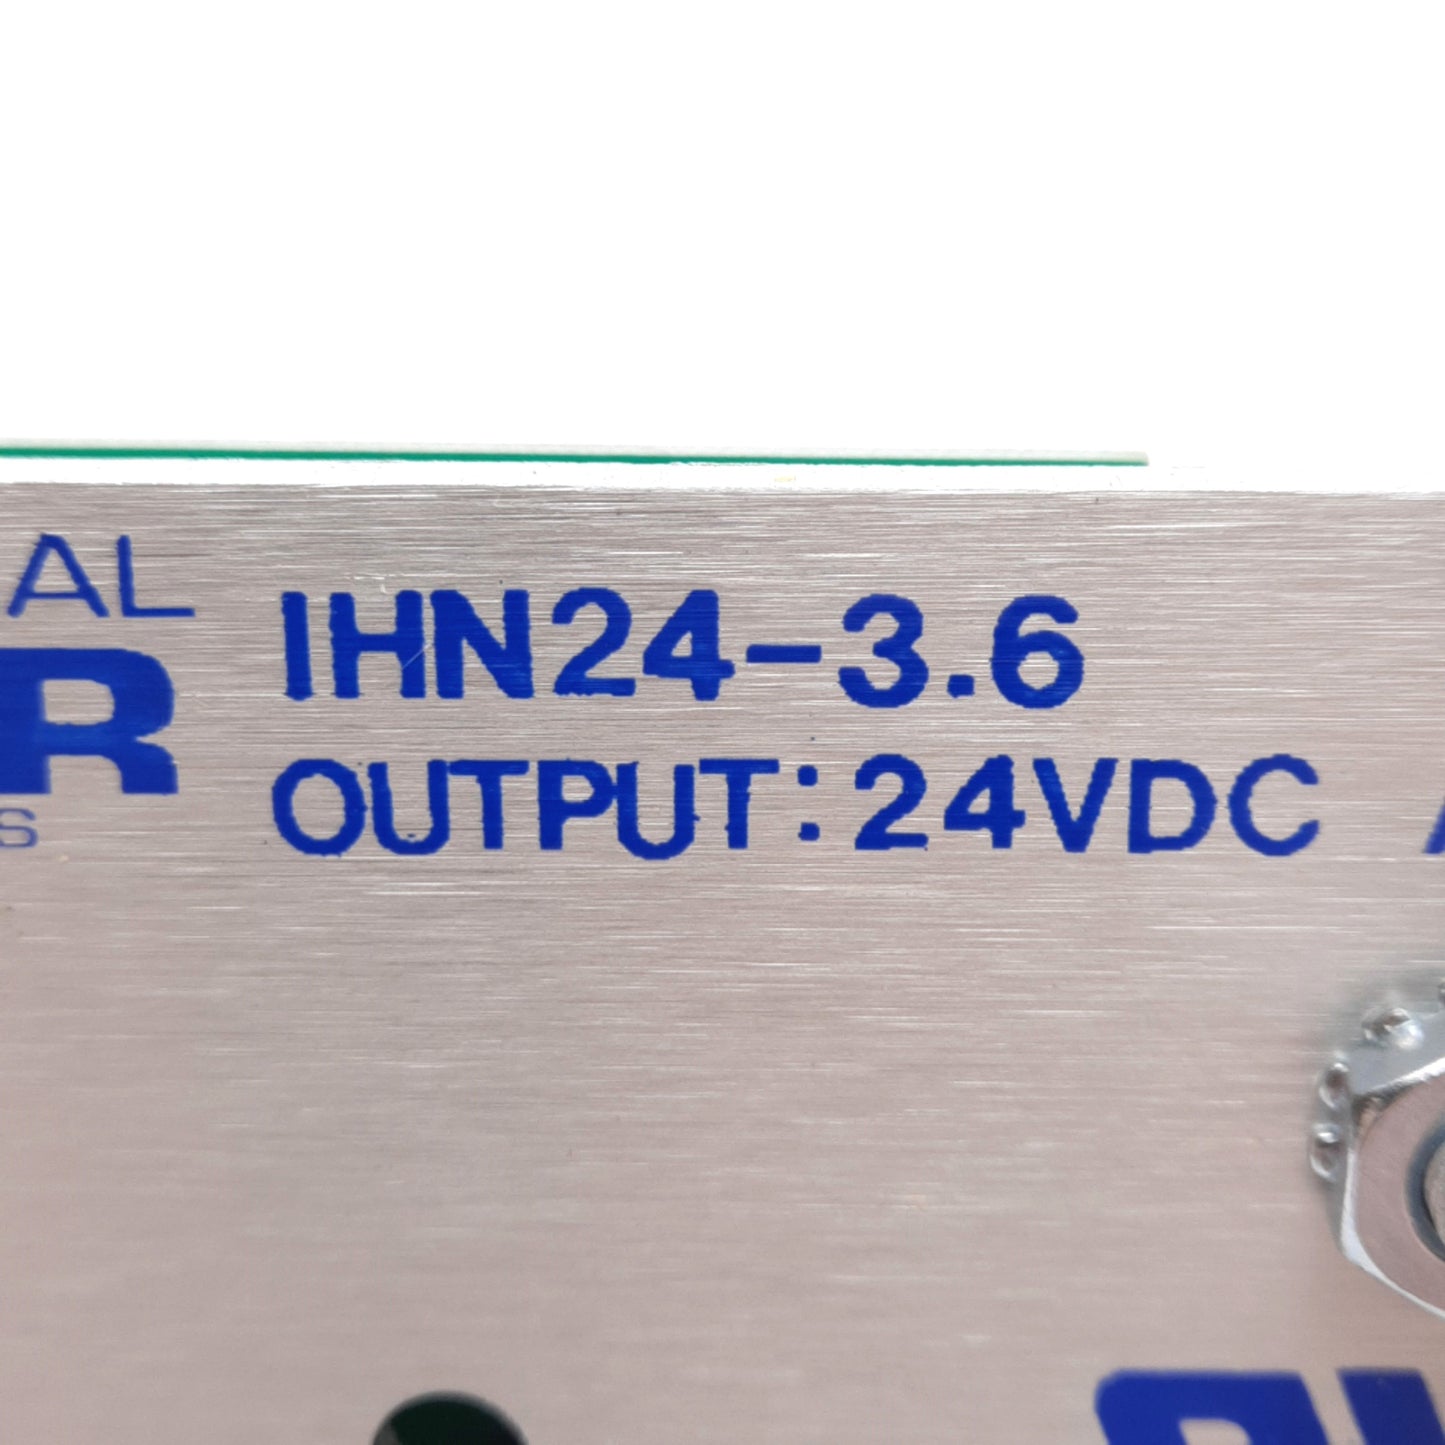 AL
IHN24-3.6
R
OUTPUT: 24VDC
S